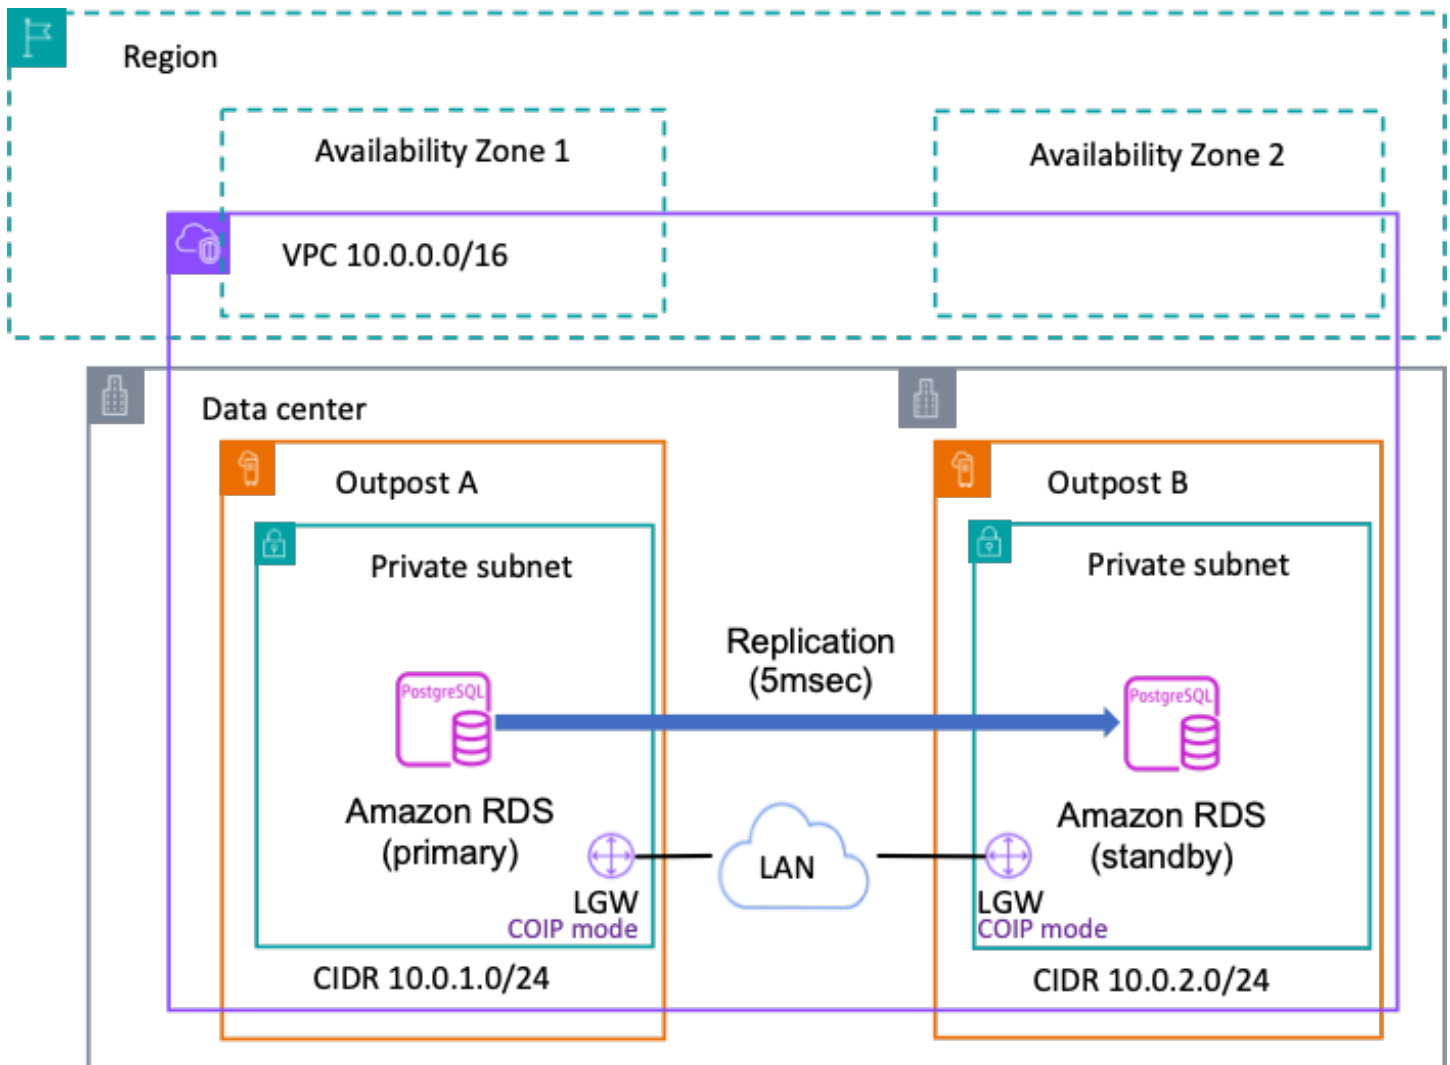 Region
Availability Zone 1
Availability Zone 2
VPC 10.0.0.0/16
Data center
Outpost A
Outpost B
Private subnet
Private subnet
Replication
(5msec)
PostgreSQL
PostgreSQL
Amazon RDS
(primary)
Amazon RDS
(standby)
LAN
LGW
COIP mode
LGW
COIP mode
CIDR 10.0.1.0/24
CIDR 10.0.2.0/24